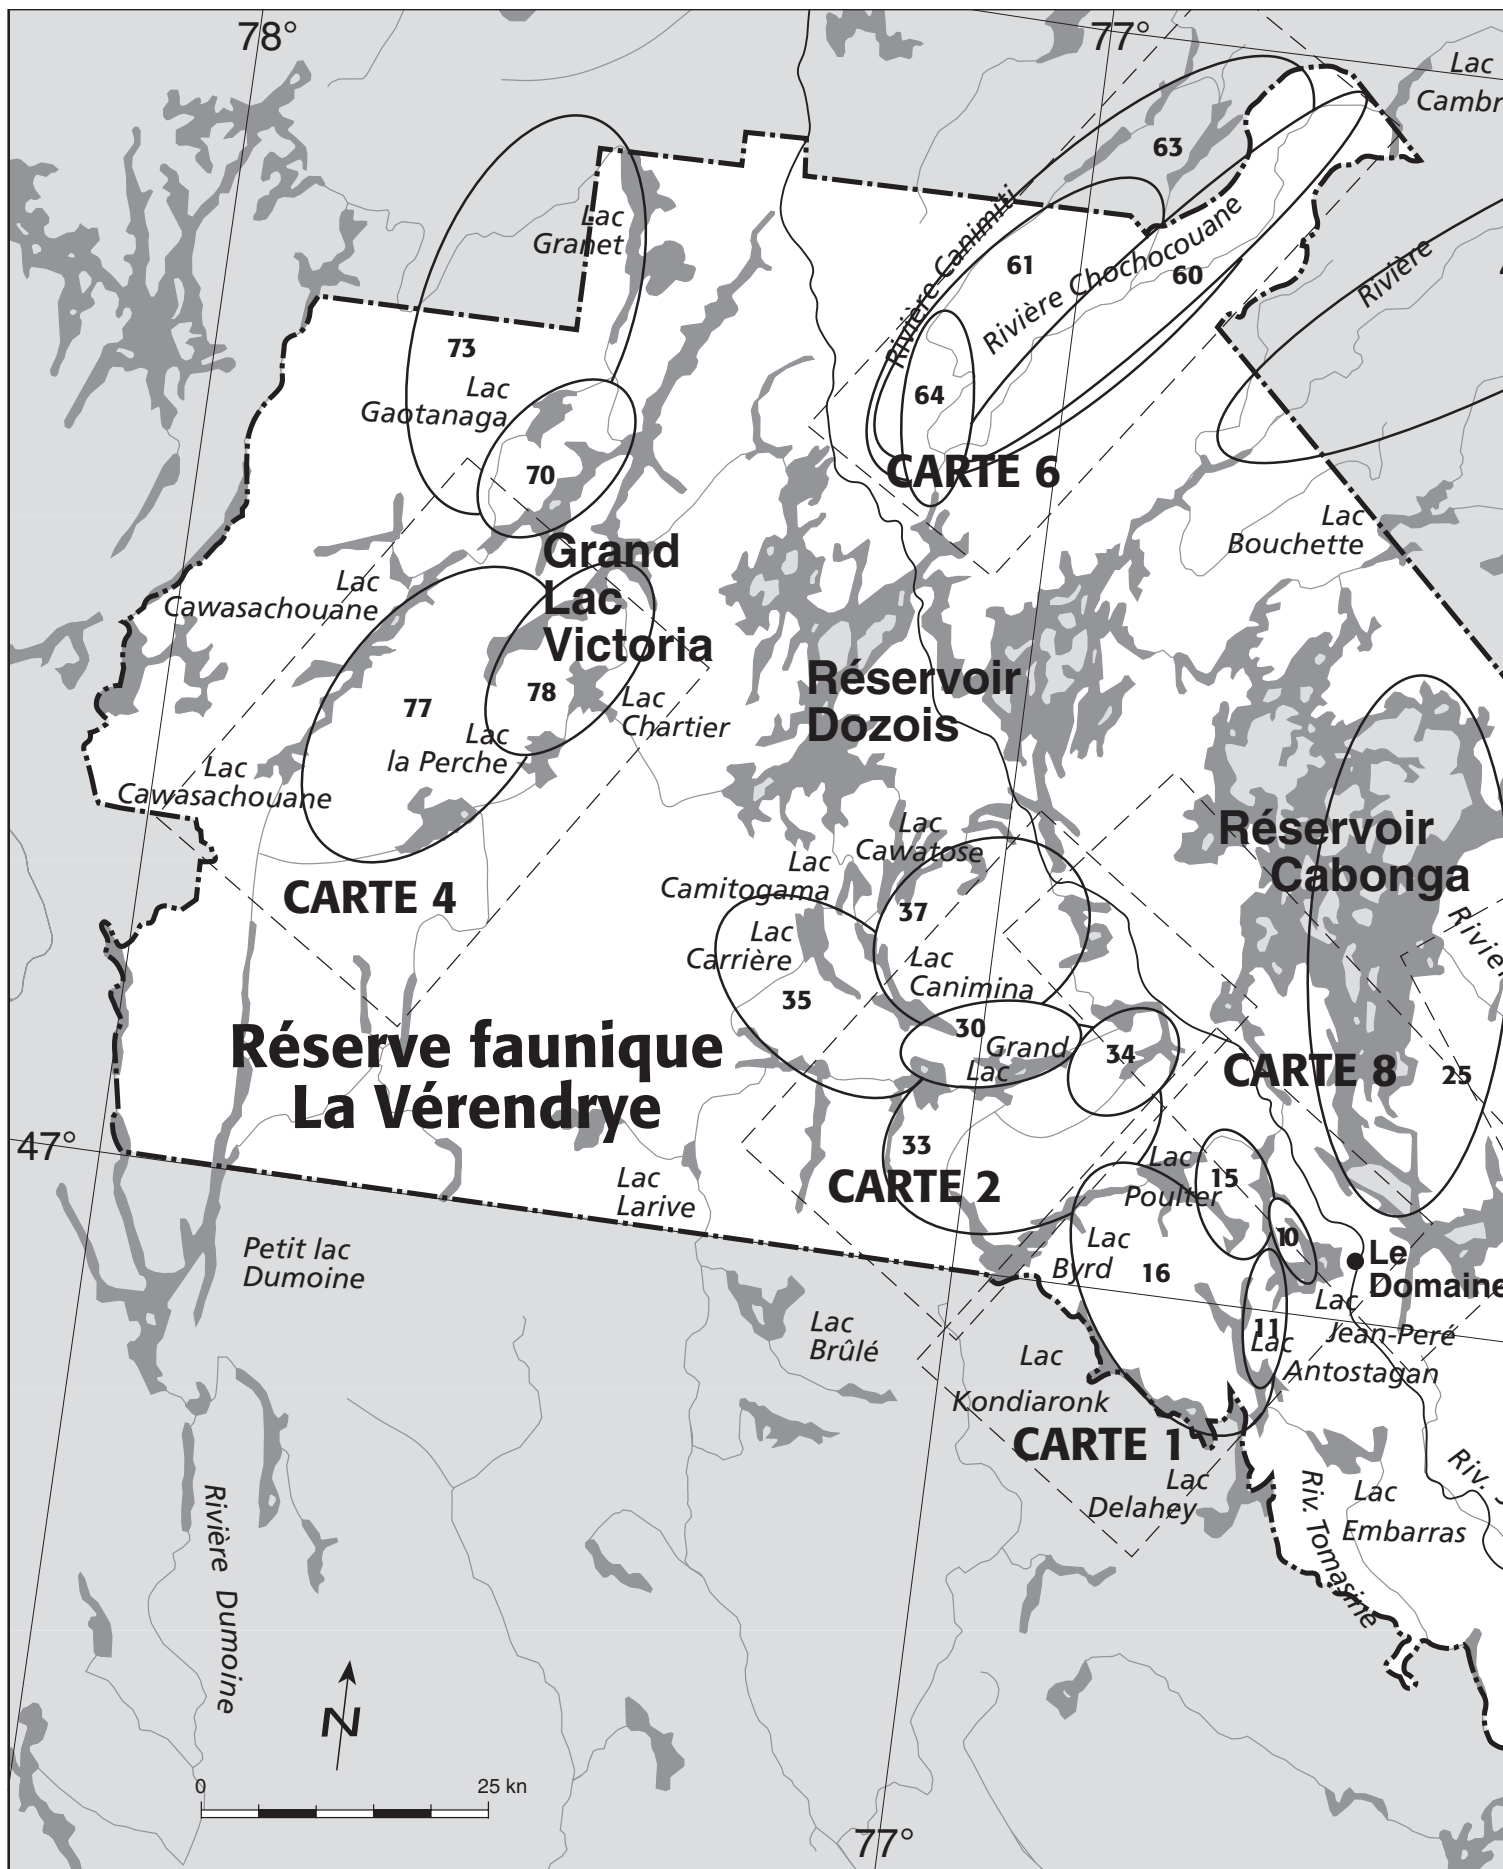 78°
77°
Lac
Cambr
63
Lac
Granet
Rivière Canimiti
61
Rivière Chochocouane
60
Rivière
73
Lac
Gaotanaga
64
70
CARTE 6
Lac
Bouchette
Grand
Lac
Victoria
Lac
Cawasachouane
Réservoir
Dozois
77
78
Lac
Chartier
Lac
la Perche
Lac
Cawasachouane
Réservoir
Cabonga
Lac
Cawatose
Lac
Camitogama
CARTE 4
37
Lac
Carrière
Lac
Canimina
35
30
Grand
Lac
34
Réserve faunique
La Vérendrye
CARTE 8
25
47°
33
CARTE 2
Lac
Poulter
15
Lac
Larive
10
Lac
Byrd
16
Le
Domaine
Petit lac
Dumoine
Lac
Jean-Peré
11
Lac
Antostagan
Lac
Brûlé
Lac
Kondiaronk
CARTE 1
Lac
Delahey
Riv. Tomasine
Lac
Embarras
Riv.
Rivière Dumoine
N
0
25 kn
77°